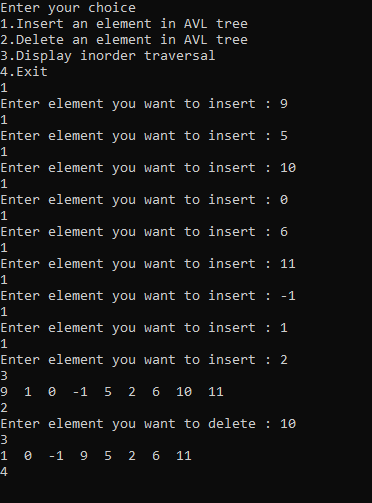 Enter your choice
1.Insert an element in AVL tree
2.Delete an element in AVL tree
3.Display inorder traversal
4.Exit
1
Enter element you want to insert : 9
1
Enter element you want to insert : 5
1
Enter element you want to insert : 10
1
Enter element you want to insert : 0
1
Enter element you want to insert : 6
1
Enter element you want to insert : 11
1
Enter element you want to insert : -1
1
Enter element you want to insert : 1
1
Enter element you want to insert : 2
3
9  1  0  -1  5  2  6  10  11
2
Enter element you want to delete : 10
3
1  0  -1  9  5  2  6  11
4